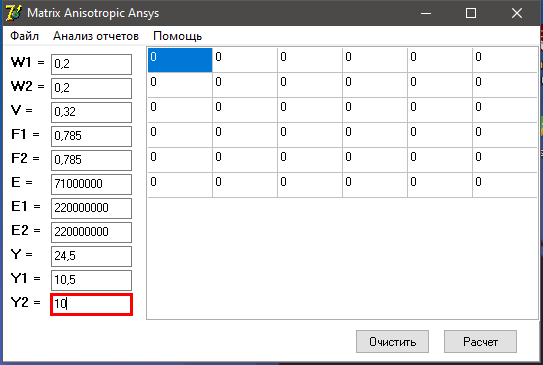 Matrix Anisotropic Ansys
Файл Анализ отчетов Помощь
W1 = 0,2
W2 = 0,2
V = 0,32
F1 = 0,785
F2 = 0,785
E = 71000000
E1 = 220000000
E2 = 220000000
Y = 24,5
Y1 = 10,5
Y2 = 10
0 0 0 0 0 0
0 0 0 0 0 0
0 0 0 0 0 0
0 0 0 0 0 0
0 0 0 0 0 0
0 0 0 0 0 0
Очистить Расчет